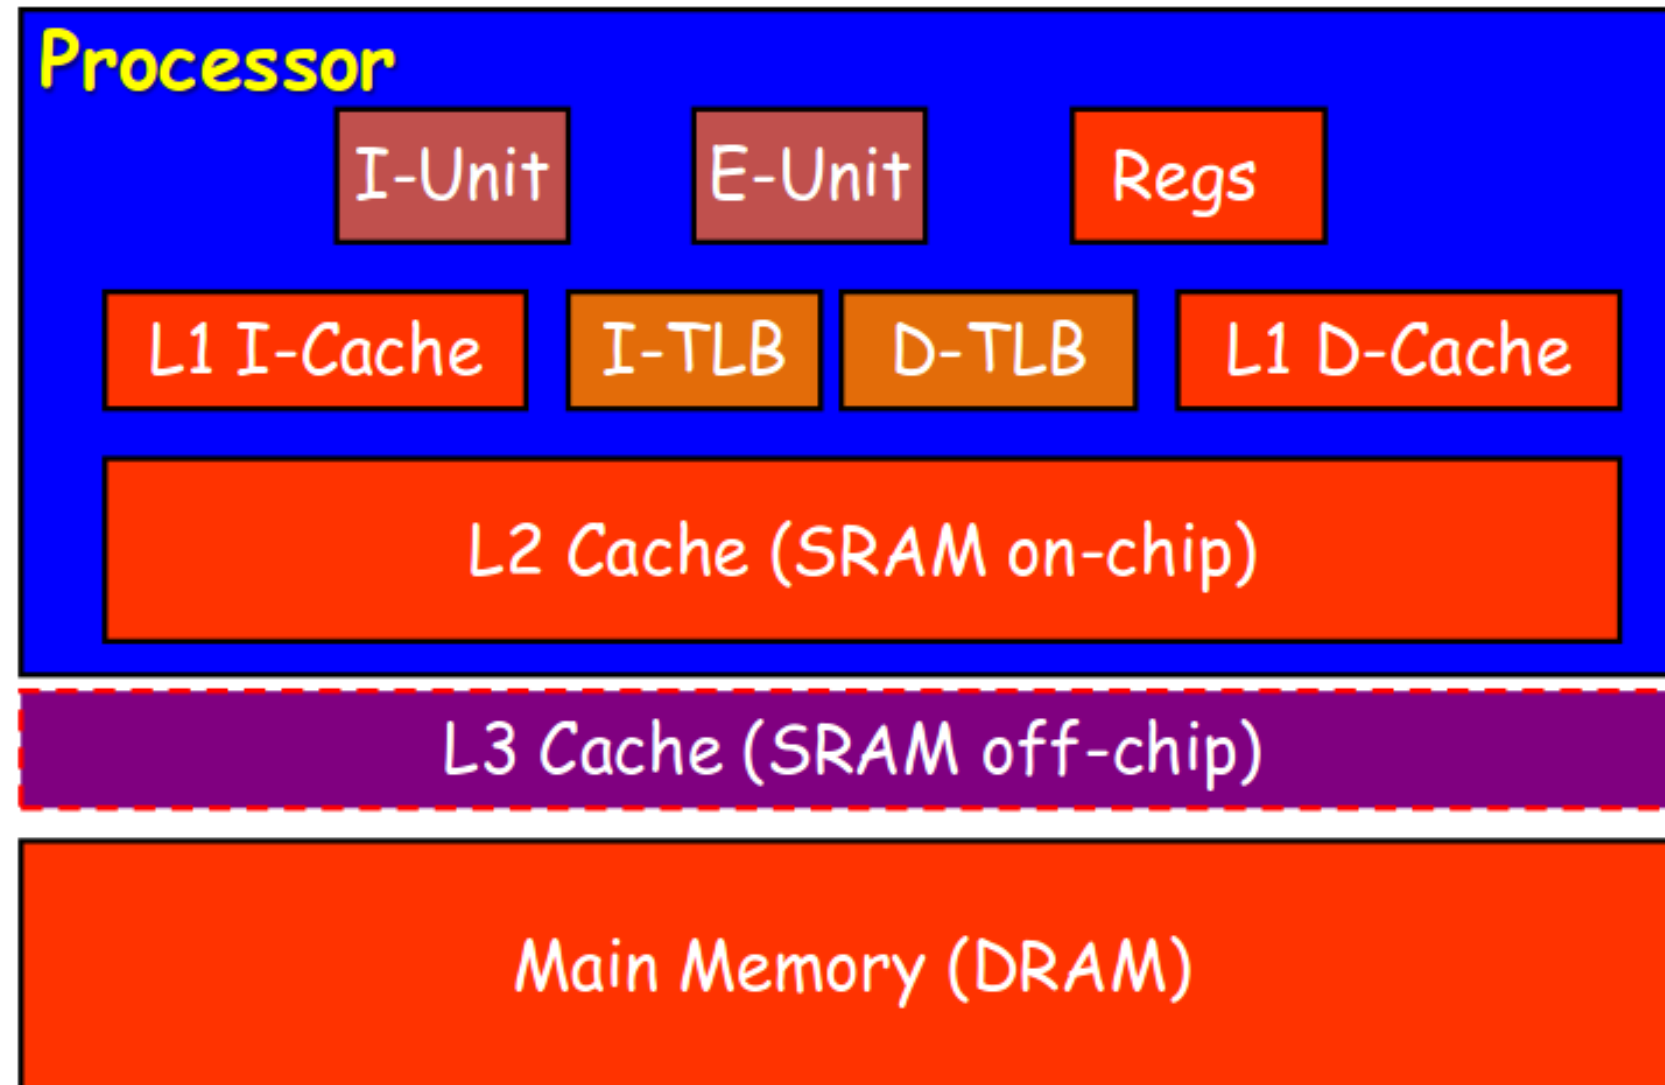 Processor
I-Unit
E-Unit
Regs
L1 I-Cache
I-TLB
D-TLB
L1 D-Cache
L2 Cache (SRAM on-chip)
L3 Cache (SRAM off-chip)
Main Memory (DRAM)